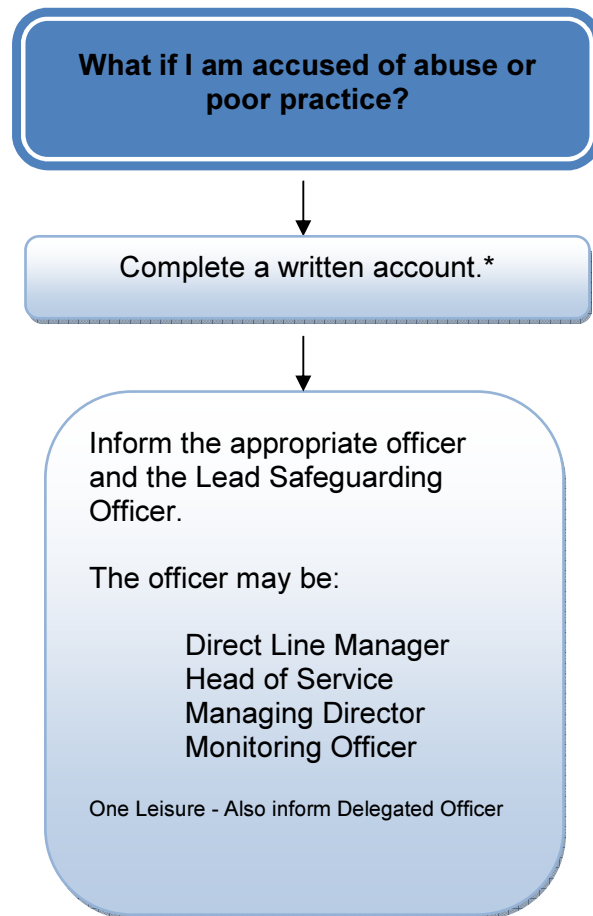 What if I am accused of abuse or
poor practice?
Complete a written account.*
Inform the appropriate officer
and the Lead Safeguarding
Officer.
The officer may be:
Direct Line Manager
Head of Service
Managing Director
Monitoring Officer
One Leisure - Also inform Delegated Officer